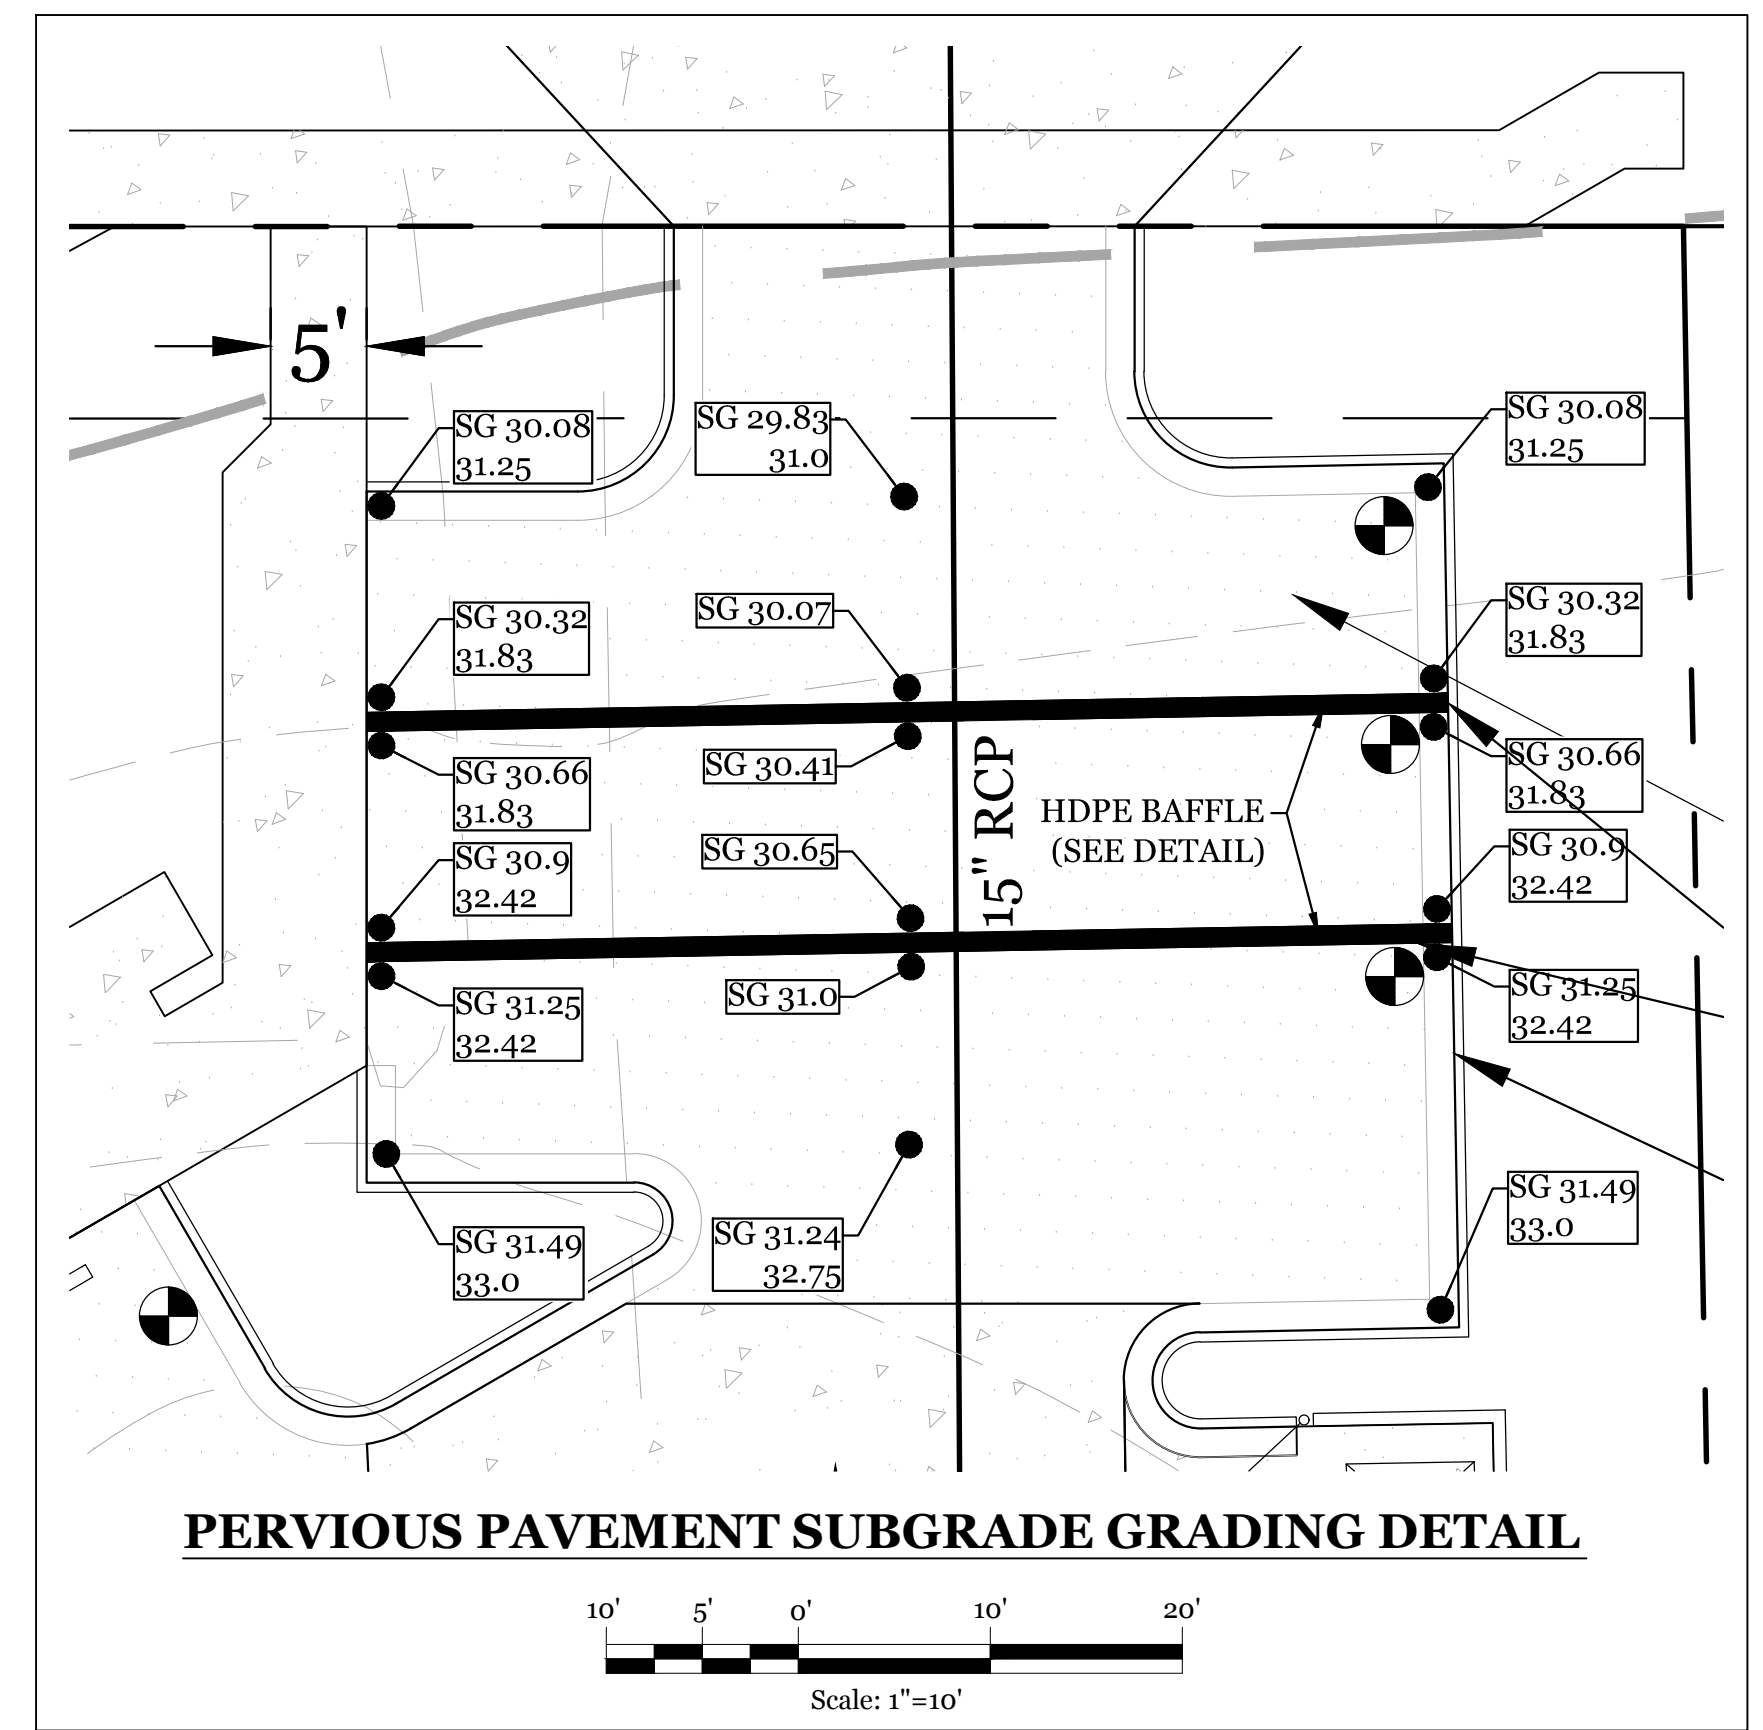 5'
SG 30.08
31.25
SG 29.83
31.0
SG 30.08
31.25
SG 30.32
31.83
SG 30.07
SG 30.32
31.83
SG 30.66
31.83
SG 30.41
SG 30.66
31.83
15" RCP
HDPE BAFFLE
(SEE DETAIL)
SG 30.9
32.42
SG 30.65
SG 30.9
32.42
SG 31.25
32.42
SG 31.0
SG 31.25
32.42
SG 31.49
33.0
SG 31.24
32.75
SG 31.49
33.0
PERVIOUS PAVEMENT SUBGRADE GRADING DETAIL
10' 5' 0' 10' 20'
Scale: 1"=10'